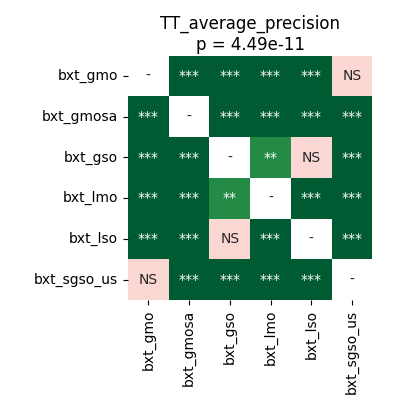 TT_average_precision
p = 4.49e-11
bxt_gmo - *** *** *** *** NS
bxt_gmosa *** - *** *** *** ***
bxt_gso *** *** - ** NS ***
bxt_lmo *** *** ** - *** ***
bxt_lso *** *** NS *** - ***
bxt_sgso_us NS *** *** *** *** -
bxt_gmo
bxt_gmosa
bxt_gso
bxt_lmo
bxt_lso
bxt_sgso_us